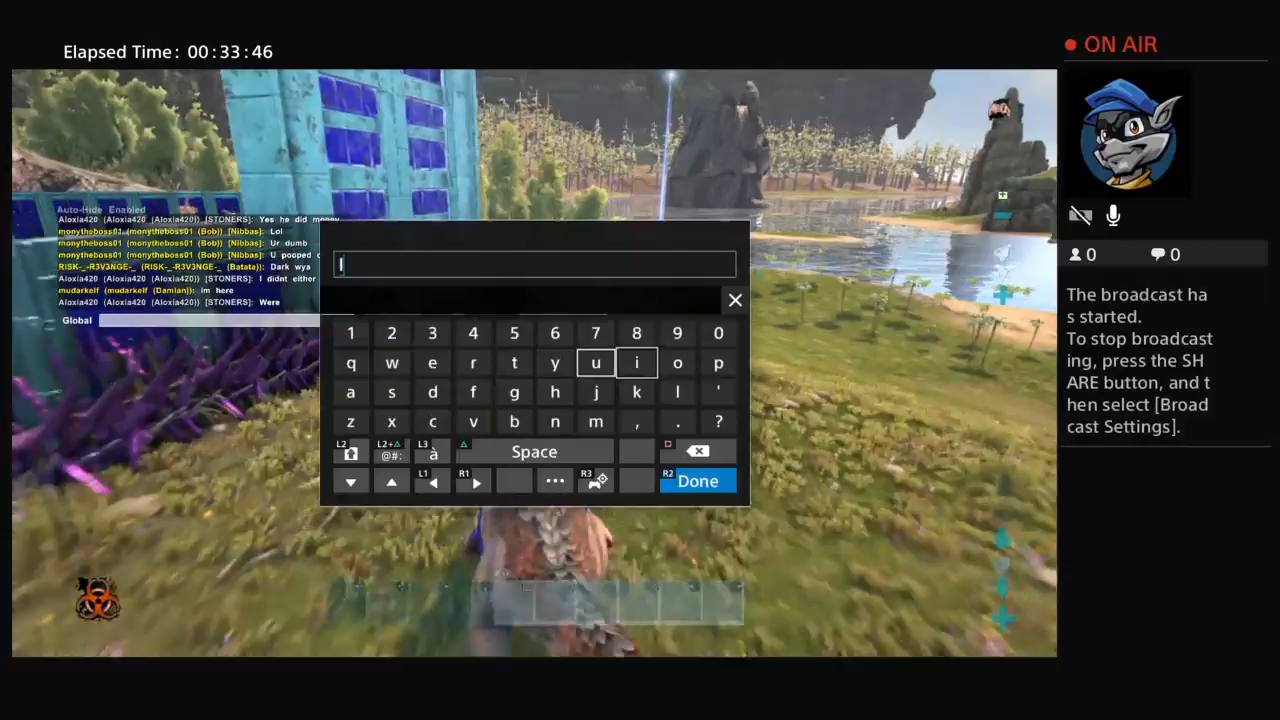 Elapsed Time: 00:33:46
ON AIR
Auto-Hide Enabled
Aloxia420 (Aloxia420 (Aloxia420)) [STONERS]: Yes he did money
monytheboss01 (monytheboss01 (Bob)) [Nibbas]: Lol
monytheboss01 (monytheboss01 (Bob)) [Nibbas]: Ur dumb
monytheboss01 (monytheboss01 (Bob)) [Nibbas]: U pooped
RISK-_-R3V3NGE-_ (RISK-_-R3V3NGE-_ (Batata)): Dark wya
Aloxia420 (Aloxia420 (Aloxia420)) [STONERS]: I didnt either
mudarkelf (mudarkelf (Damian)): im here
Aloxia420 (Aloxia420 (Aloxia420)) [STONERS]: Were
Global
I
1 2 3 4 5 6 7 8 9 0
q w e r t y u i o p
a s d f g h j k l '
z x c v b n m , . ?
L2 L2+△ @#: L3 à △ Space □
L1 R1 ... R3 R2 Done
0 0
The broadcast ha
s started.
To stop broadcast
ing, press the SH
ARE button, and t
hen select [Broad
cast Settings].